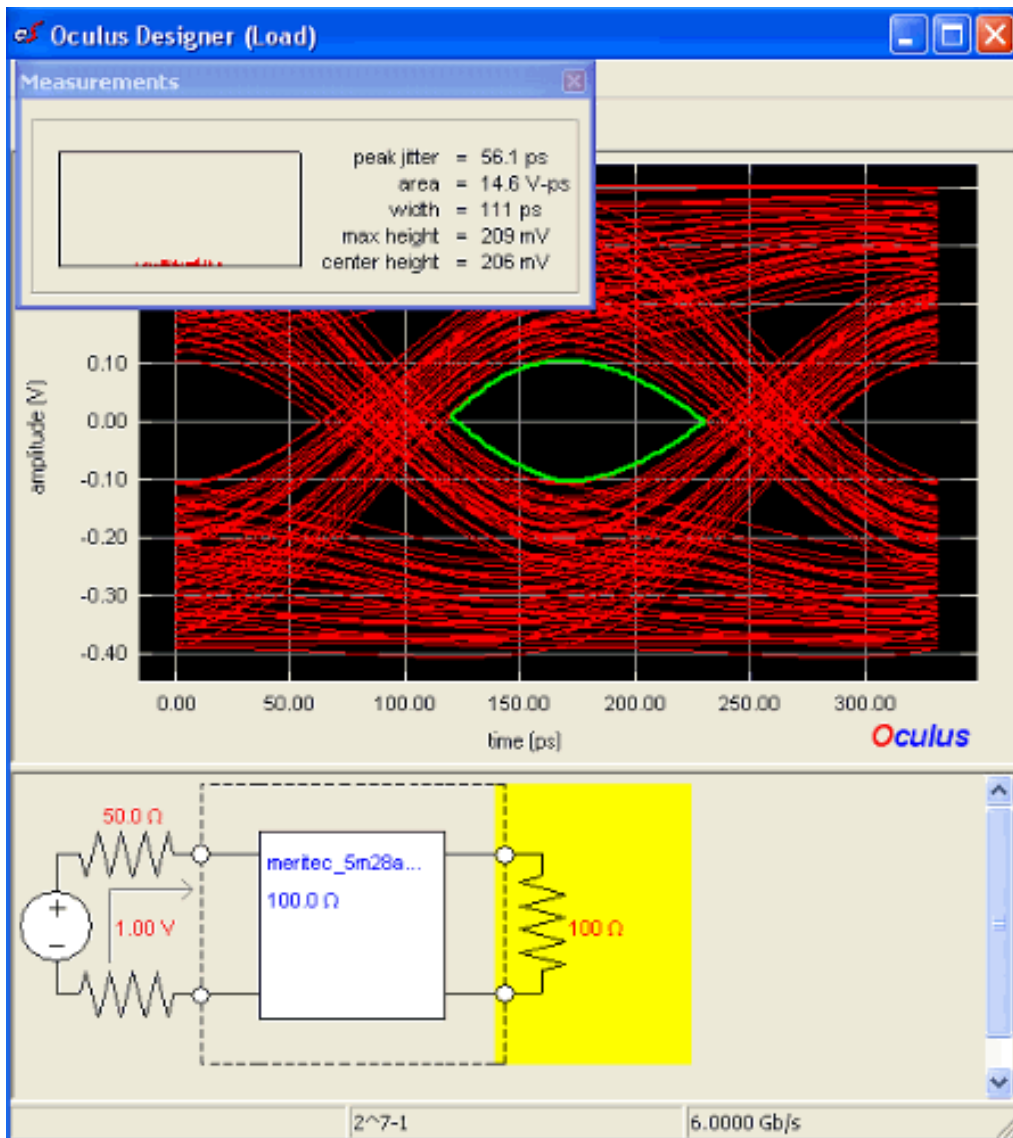 Oculus Designer (Load)
Measurements
peak jitter = 56.1 ps
area = 14.6 V-ps
width = 111 ps
max height = 209 mV
center height = 206 mV
amplitude [V]
0.10
0.00
-0.10
-0.20
-0.30
-0.40
0.00 50.00 100.00 150.00 200.00 250.00 300.00
time [ps]
Oculus
50.0 Ω
meritec_5m28a...
100.0 Ω
+
1.00 V
−
100 Ω
2^7-1
6.0000 Gb/s